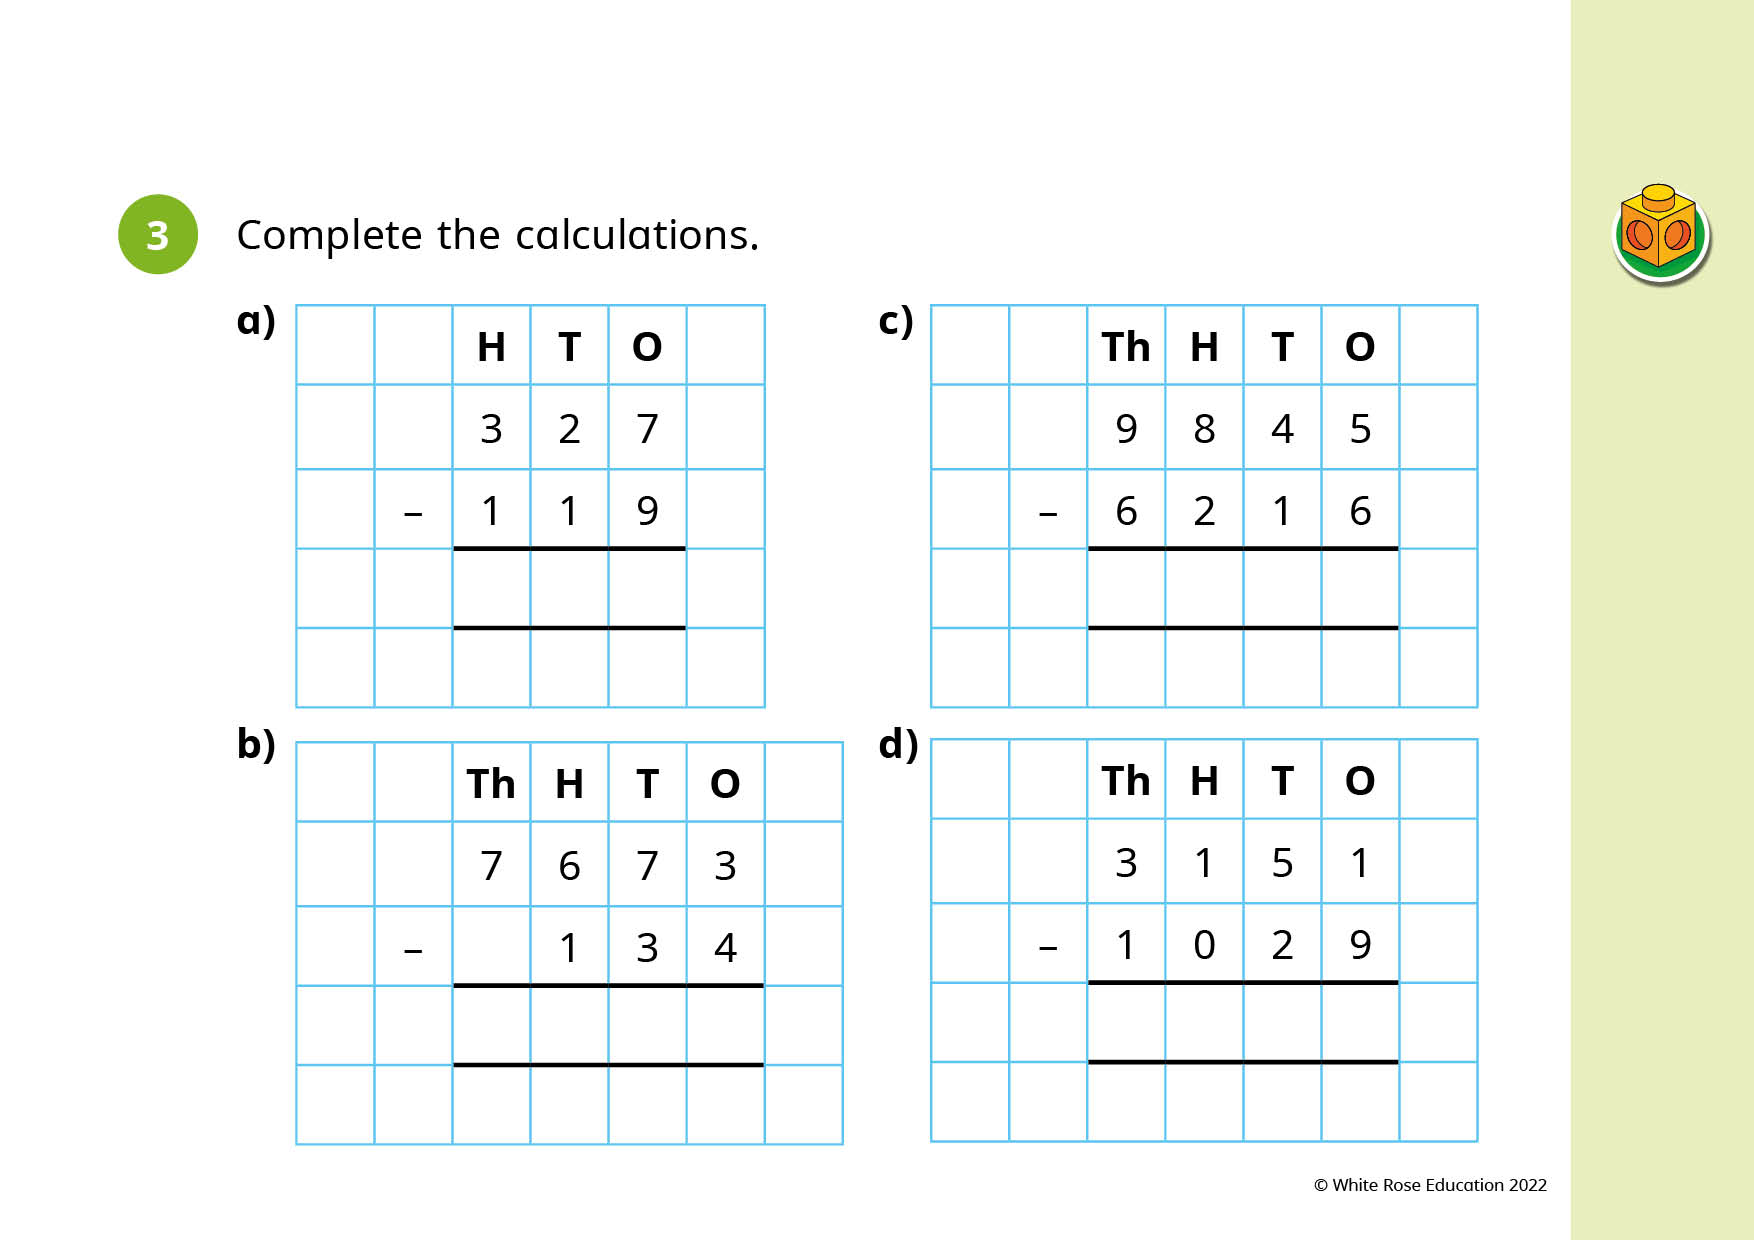 3 Complete the calculations.
a)
H T O
3 2 7
– 1 1 9
b)
Th H T O
7 6 7 3
– 1 3 4
c)
Th H T O
9 8 4 5
– 6 2 1 6
d)
Th H T O
3 1 5 1
– 1 0 2 9
© White Rose Education 2022